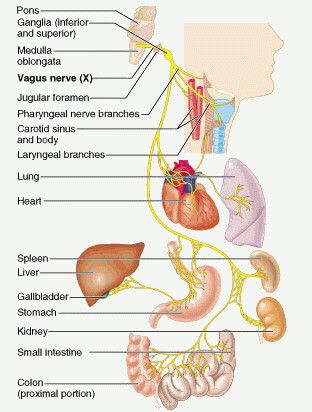 Pons
Ganglia (inferior
and superior)
Medulla
oblongata
Vagus nerve (X)
Jugular foramen
Pharyngeal nerve branches
Carotid sinus
and body
Laryngeal branches
Lung
Heart
Spleen
Liver
Gallbladder
Stomach
Kidney
Small intestine
Colon
(proximal portion)